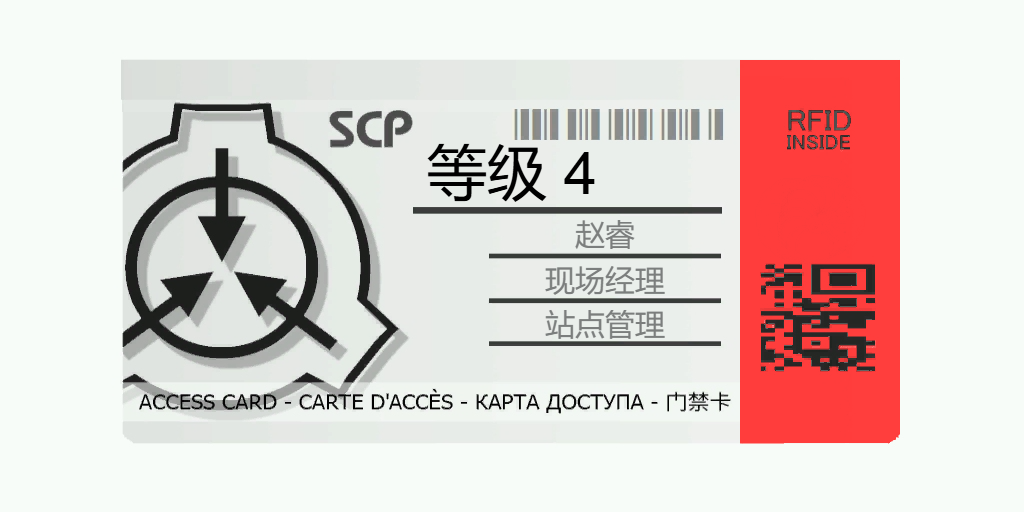 SCP
等级 4
赵睿
现场经理
站点管理
RFID
INSIDE
ACCESS CARD - CARTE D'ACCÈS - КАРТА ДОСТУПА - 门禁卡